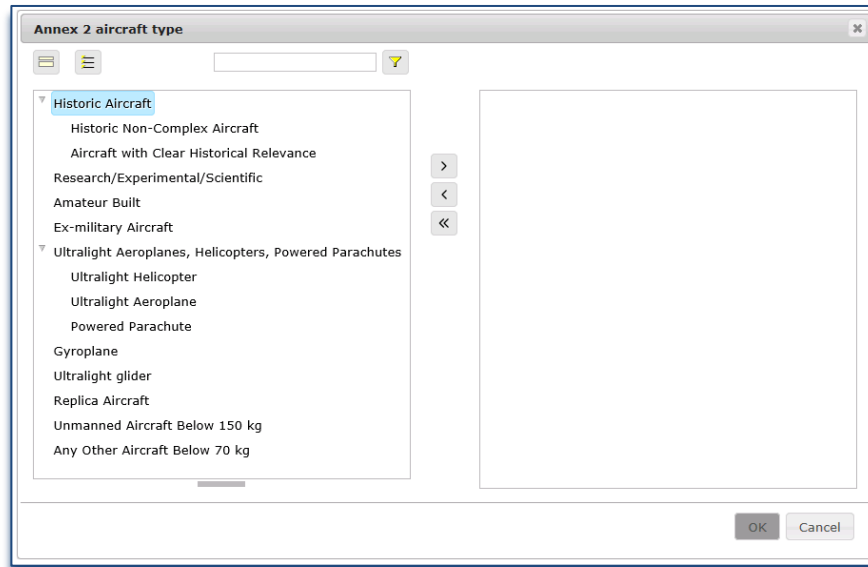 Annex 2 aircraft type
Historic Aircraft
Historic Non-Complex Aircraft
Aircraft with Clear Historical Relevance
Research/Experimental/Scientific
Amateur Built
Ex-military Aircraft
Ultralight Aeroplanes, Helicopters, Powered Parachutes
Ultralight Helicopter
Ultralight Aeroplane
Powered Parachute
Gyroplane
Ultralight glider
Replica Aircraft
Unmanned Aircraft Below 150 kg
Any Other Aircraft Below 70 kg
OK Cancel